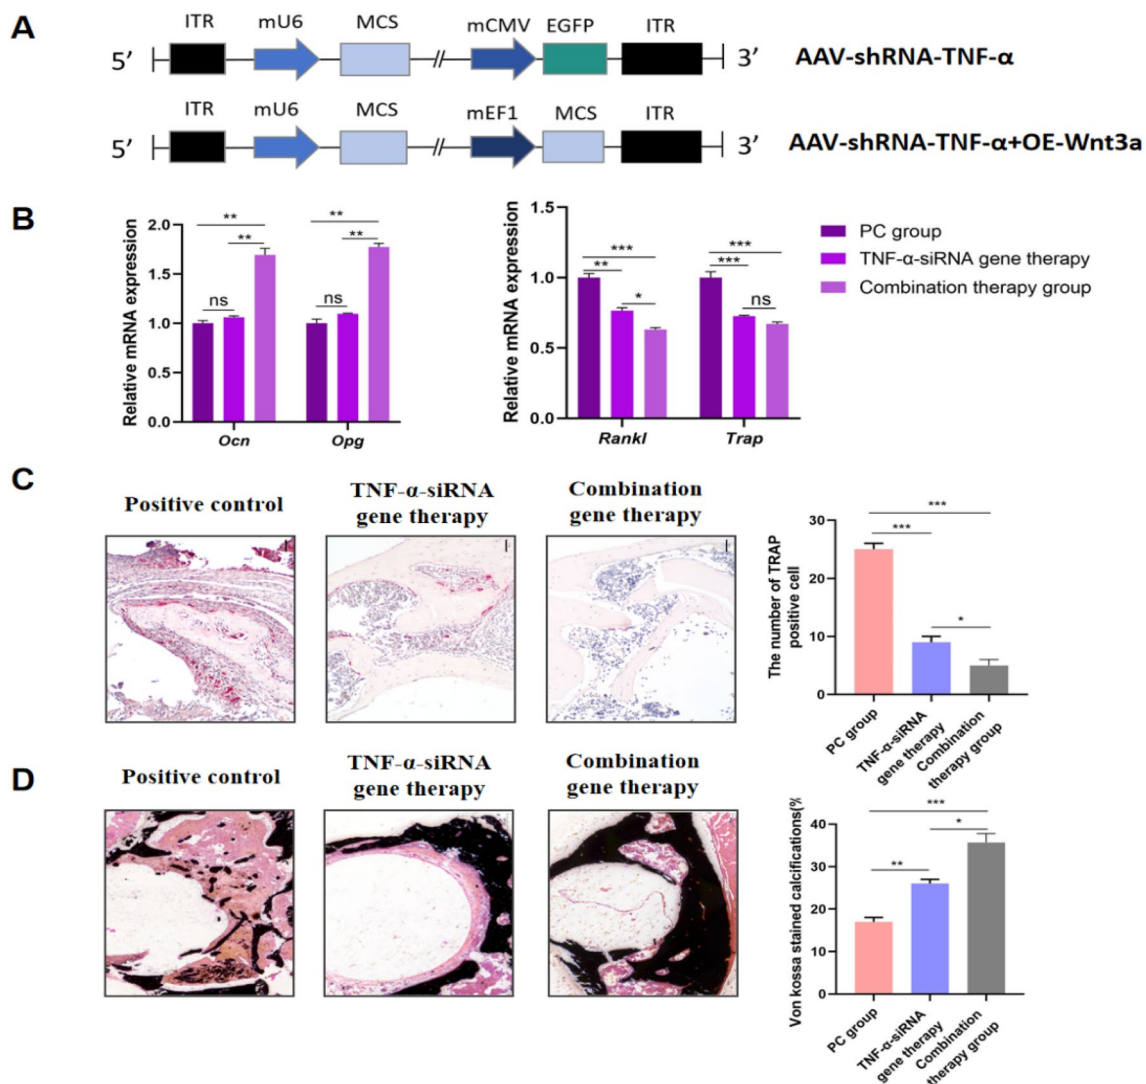 A
ITR mU6 MCS mCMV EGFP ITR
5’ // 3’ AAV-shRNA-TNF-α
ITR mU6 MCS mEF1 MCS ITR
5’ // 3’ AAV-shRNA-TNF-α+OE-Wnt3a
B
Relative mRNA expression
2.0
1.5
1.0
0.5
0.0
** **
** **
ns ns
Ocn Opg
Relative mRNA expression
1.5
1.0
0.5
0.0
*** ***
** ***
* ns
Rankl Trap
PC group
TNF-α-siRNA gene therapy
Combination therapy group
C
Positive control
TNF-α-siRNA
gene therapy
Combination
gene therapy
The number of TRAP
positive cell
30
20
10
0
***
***
*
PC group
TNF-α-siRNA
gene therapy
Combination
therapy group
D
Positive control
TNF-α-siRNA
gene therapy
Combination
gene therapy
Von kossa stained calcifications(%
40
30
20
10
0
***
*
**
PC group
TNF-α-siRNA
gene therapy
Combination
therapy group